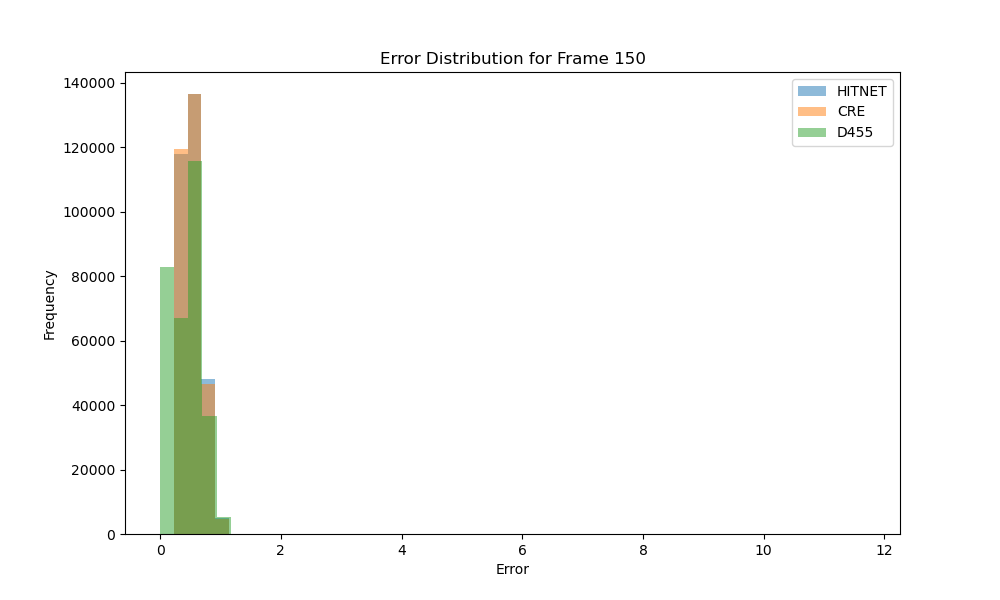 Error Distribution for Frame 150
HITNET
CRE
D455
140000
120000
100000
80000
60000
40000
20000
0
Frequency
0 2 4 6 8 10 12
Error